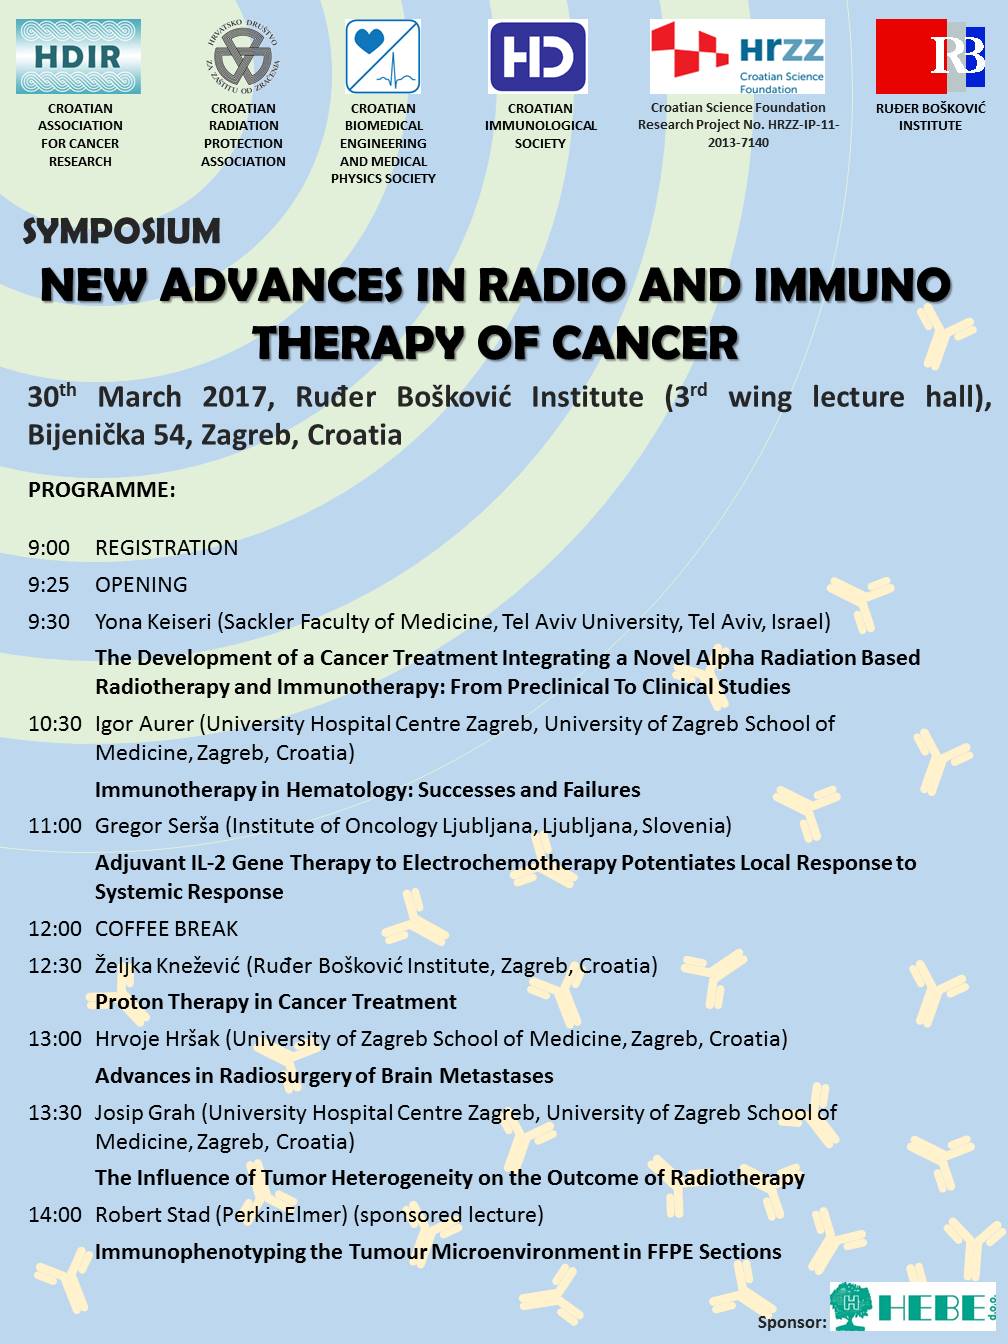 HDIR
HRVATSKO DRUŠTVO
ZA ZAŠTITU OD ZRAČENJA
HD
HRZZ
Croatian Science
Foundation
RB
CROATIAN
ASSOCIATION
FOR CANCER
RESEARCH
CROATIAN
RADIATION
PROTECTION
ASSOCIATION
CROATIAN
BIOMEDICAL
ENGINEERING
AND MEDICAL
PHYSICS SOCIETY
CROATIAN
IMMUNOLOGICAL
SOCIETY
Croatian Science Foundation
Research Project No. HRZZ-IP-11-
2013-7140
RUĐER BOŠKOVIĆ
INSTITUTE
SYMPOSIUM
NEW ADVANCES IN RADIO AND IMMUNO
THERAPY OF CANCER
30th March 2017, Ruđer Bošković Institute (3rd wing lecture hall),
Bijenička 54, Zagreb, Croatia
PROGRAMME:
9:00 REGISTRATION
9:25 OPENING
9:30 Yona Keiseri (Sackler Faculty of Medicine, Tel Aviv University, Tel Aviv, Israel)
The Development of a Cancer Treatment Integrating a Novel Alpha Radiation Based
Radiotherapy and Immunotherapy: From Preclinical To Clinical Studies
10:30 Igor Aurer (University Hospital Centre Zagreb, University of Zagreb School of
Medicine, Zagreb, Croatia)
Immunotherapy in Hematology: Successes and Failures
11:00 Gregor Serša (Institute of Oncology Ljubljana, Ljubljana, Slovenia)
Adjuvant IL-2 Gene Therapy to Electrochemotherapy Potentiates Local Response to
Systemic Response
12:00 COFFEE BREAK
12:30 Željka Knežević (Ruđer Bošković Institute, Zagreb, Croatia)
Proton Therapy in Cancer Treatment
13:00 Hrvoje Hršak (University of Zagreb School of Medicine, Zagreb, Croatia)
Advances in Radiosurgery of Brain Metastases
13:30 Josip Grah (University Hospital Centre Zagreb, University of Zagreb School of
Medicine, Zagreb, Croatia)
The Influence of Tumor Heterogeneity on the Outcome of Radiotherapy
14:00 Robert Stad (PerkinElmer) (sponsored lecture)
Immunophenotyping the Tumour Microenvironment in FFPE Sections
Sponsor: H HEBE d.o.o.